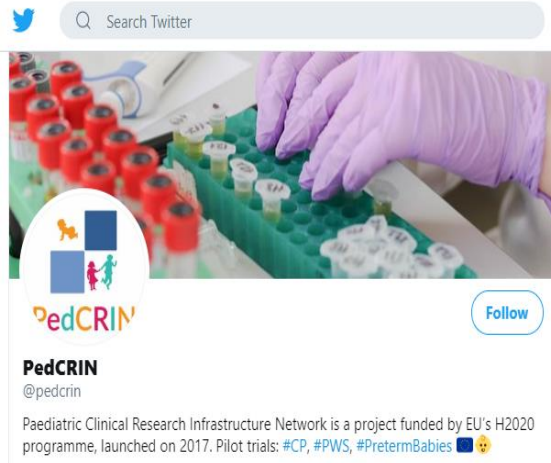 Search Twitter
PedCRIN
Follow
PedCRIN
@pedcrin
Paediatric Clinical Research Infrastructure Network is a project funded by EU's H2020
programme, launched on 2017. Pilot trials: #CP, #PWS, #PretermBabies